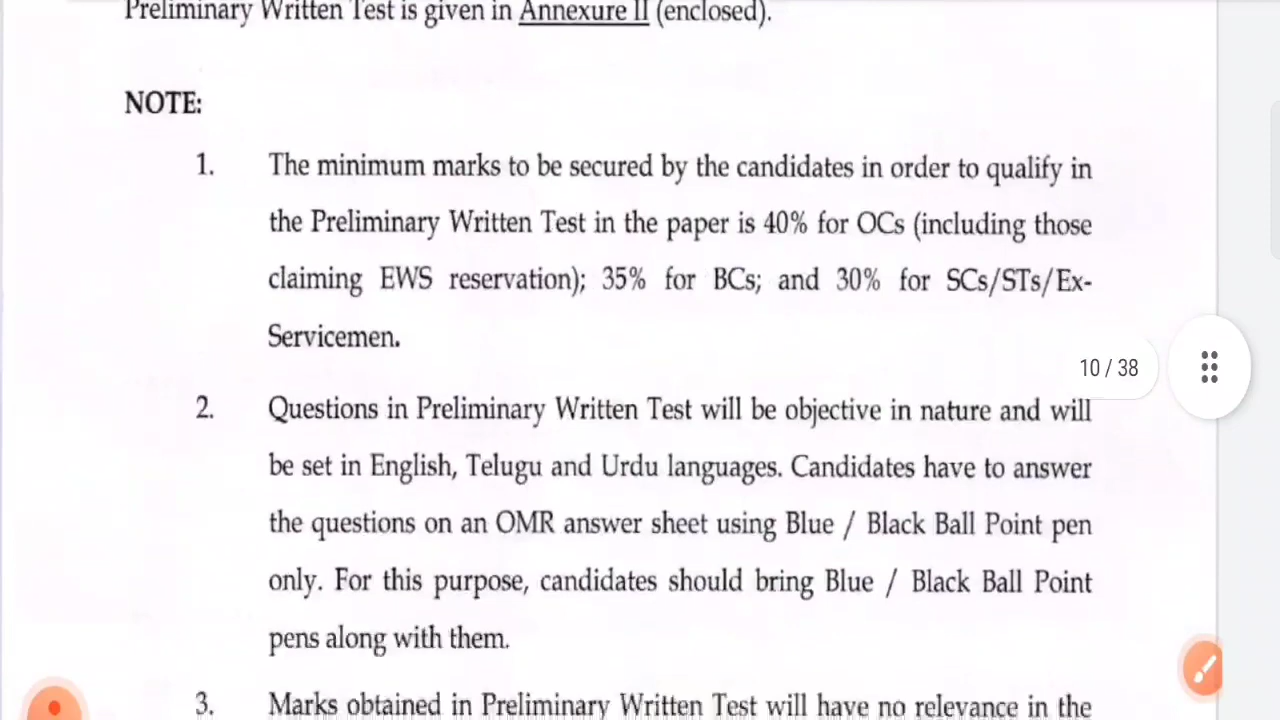 Preliminary Written Test is given in Annexure II (enclosed).
NOTE:
1. The minimum marks to be secured by the candidates in order to qualify in
the Preliminary Written Test in the paper is 40% for OCs (including those
claiming EWS reservation); 35% for BCs; and 30% for SCs/STs/Ex-
Servicemen.
10 / 38
2. Questions in Preliminary Written Test will be objective in nature and will
be set in English, Telugu and Urdu languages. Candidates have to answer
the questions on an OMR answer sheet using Blue / Black Ball Point pen
only. For this purpose, candidates should bring Blue / Black Ball Point
pens along with them.
3. Marks obtained in Preliminary Written Test will have no relevance in the